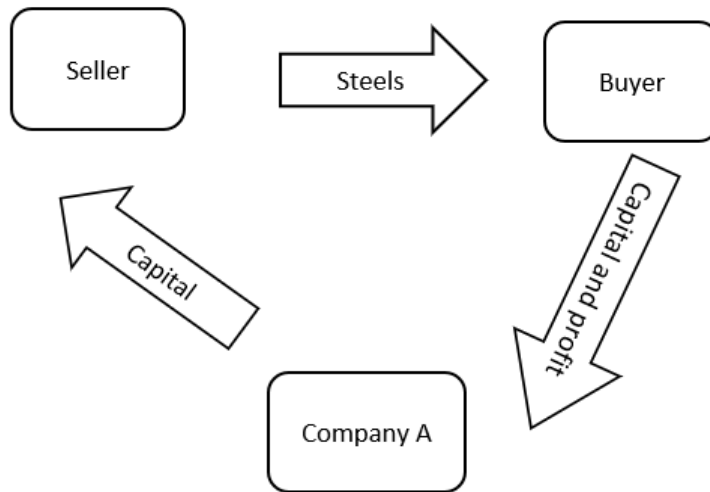 Seller
Steels
Buyer
Capital
Capital and profit
Company A